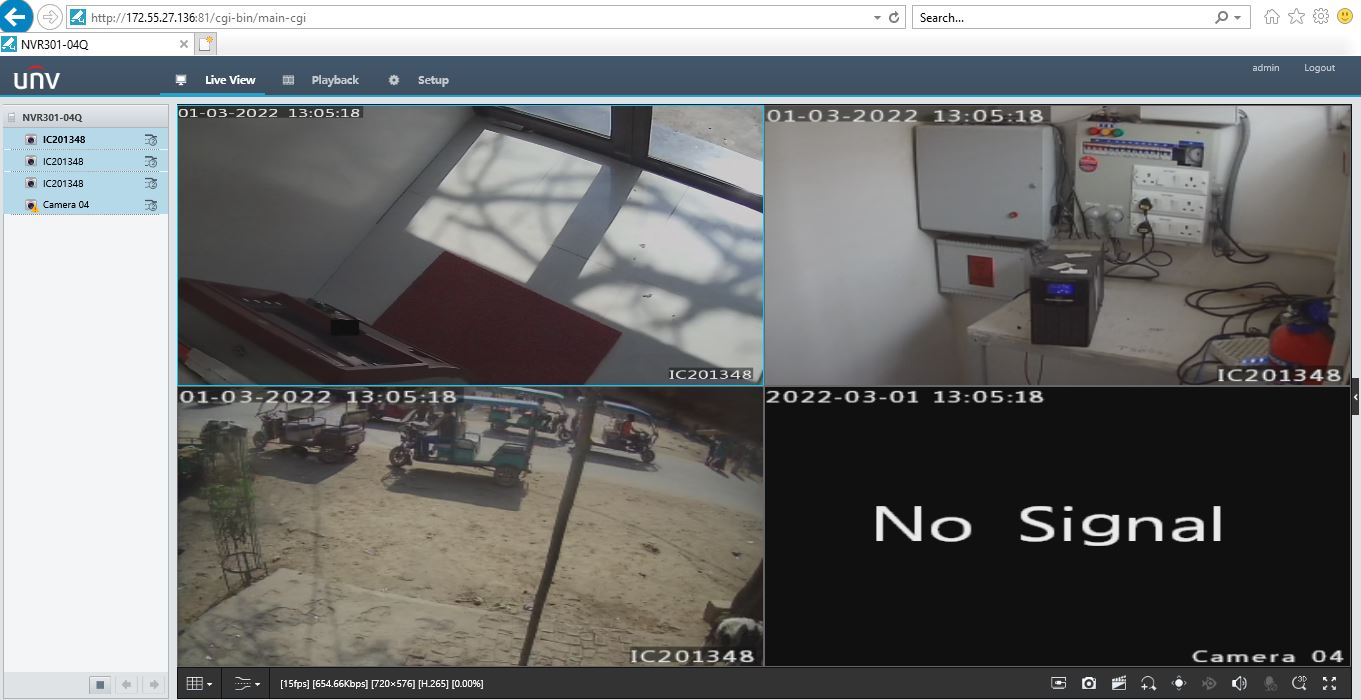 http://172.55.27.136:81/cgi-bin/main-cgi
Search...
NVR301-04Q
unv
Live View
Playback
Setup
admin
Logout
NVR301-04Q
IC201348
IC201348
IC201348
Camera 04
01-03-2022 13:05:18
IC201348
01-03-2022 13:05:18
IC201348
01-03-2022 13:05:18
IC201348
2022-03-01 13:05:18
No Signal
Camera 04
[15fps] [654.66Kbps] [720×576] [H.265] [0.00%]